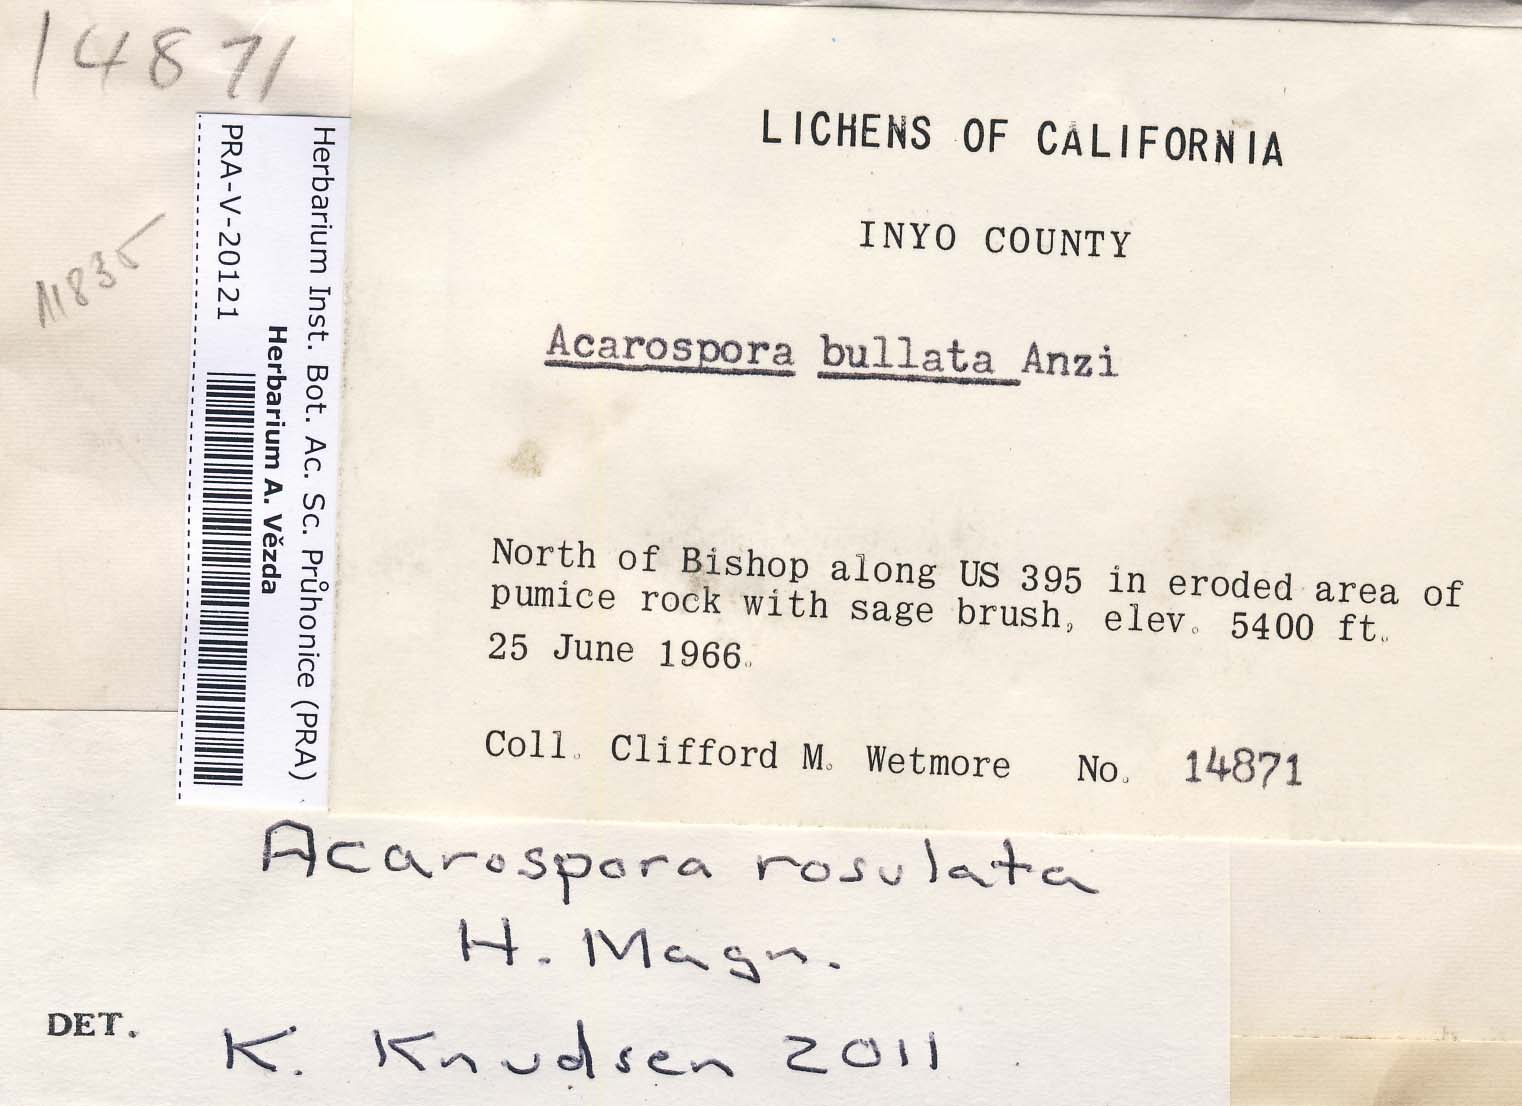 14871
Herbarium Inst. Bot. Ac. Sc. Průhonice (PRA)
Herbarium A. Vězda
PRA-V-20121
LICHENS OF CALIFORNIA
INYO COUNTY
Acarospora bullata Anzi
North of Bishop along US 395 in eroded area of
pumice rock with sage brush, elev. 5400 ft.
25 June 1966.
Coll. Clifford M. Wetmore No. 14871
Acarospora rosulata
H. Magn.
DET. K. Knudsen 2011